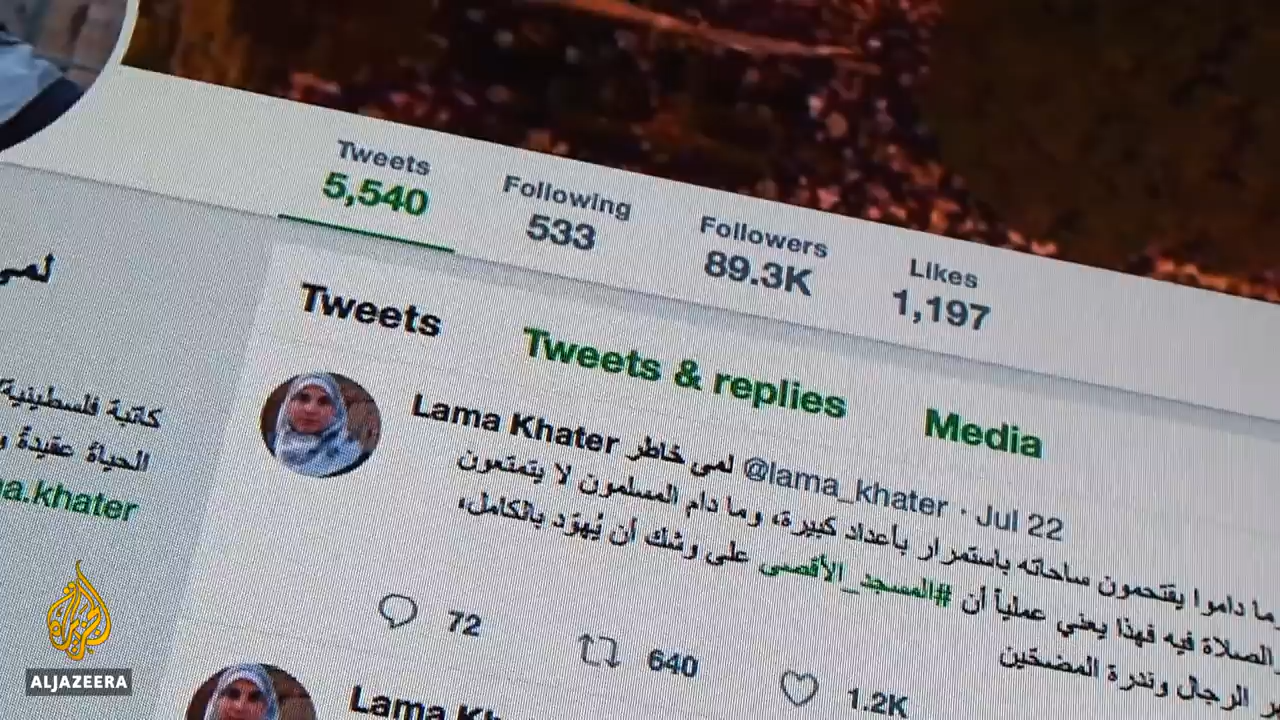 Tweets
5,540
Following
533
Followers
89.3K
Likes
1,197
Tweets
Tweets & replies
Media
Lama Khater لمى خاطر @lama_khater · Jul 22
ما داموا يقتحمون ساحاته باستمرار بأعداد كبيرة، وما دام المسلمون لا يتمتعون
الصلاة فيه فهذا يعني عملياً أن #المسجد_الأقصى على وشك أن يُهوّد بالكامل،
الرجال وندرة المضحّين
72
640
1.2K
Lama
كاتبة فلسطينية
الحياةُ عقيدةٌ و
a.khater
ALJAZEERA